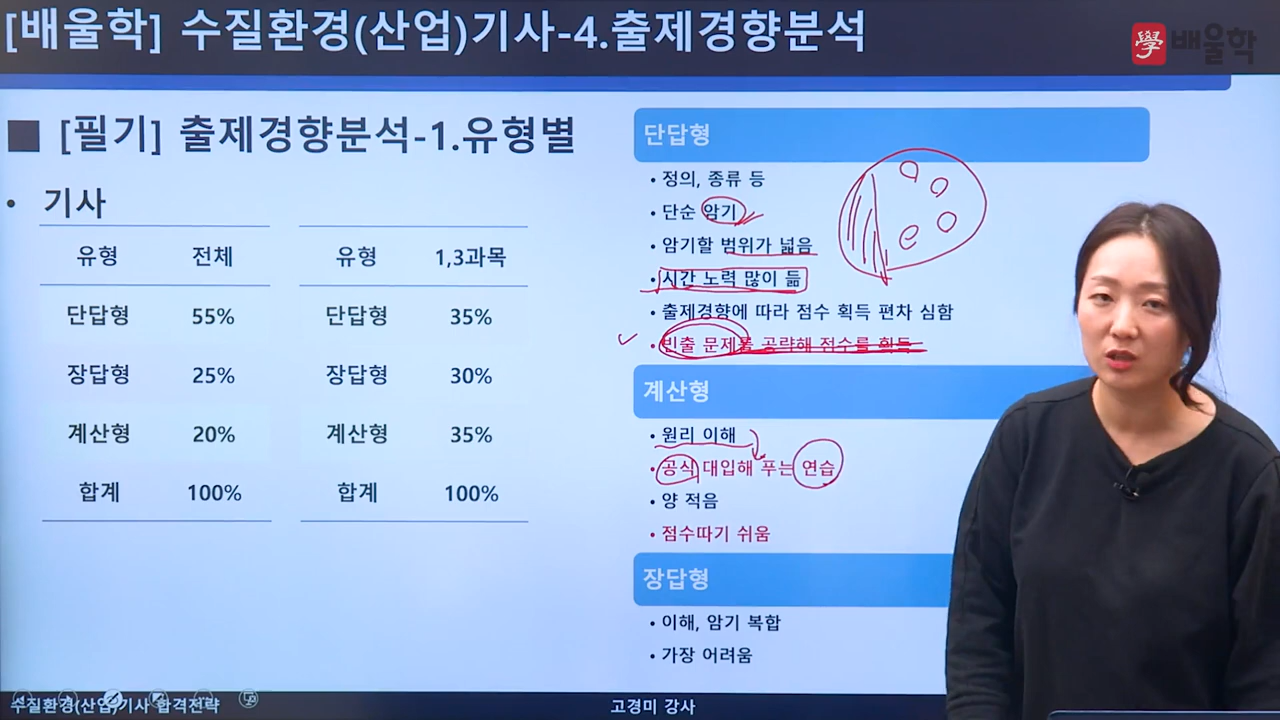 [배울학] 수질환경(산업)기사-4.출제경향분석
學 배울학
■ [필기] 출제경향분석-1.유형별
• 기사
유형 전체
단답형 55%
장답형 25%
계산형 20%
합계 100%
유형 1,3과목
단답형 35%
장답형 30%
계산형 35%
합계 100%
단답형
• 정의, 종류 등
• 단순 암기
• 암기할 범위가 넓음
• 시간 노력 많이 듦
• 출제경향에 따라 점수 획득 편차 심함
• 빈출 문제를 공략해 점수를 획득
계산형
• 원리 이해
• 공식 대입해 푸는 연습
• 양 적음
• 점수따기 쉬움
장답형
• 이해, 암기 복합
• 가장 어려움
수질환경(산업)기사 합격전략
고경미 강사